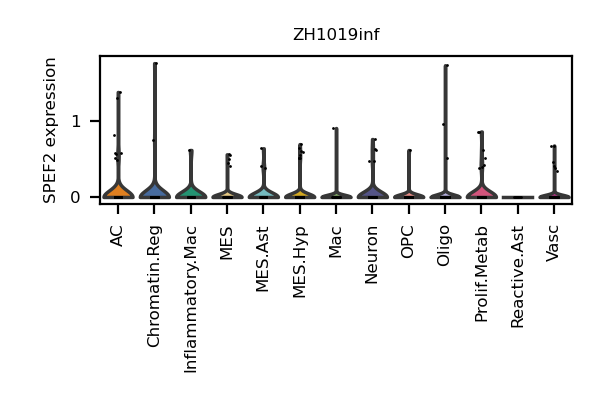 ZH1019inf
SPEF2 expression
1
0
AC
Chromatin.Reg
Inflammatory.Mac
MES
MES.Ast
MES.Hyp
Mac
Neuron
OPC
Oligo
Prolif.Metab
Reactive.Ast
Vasc